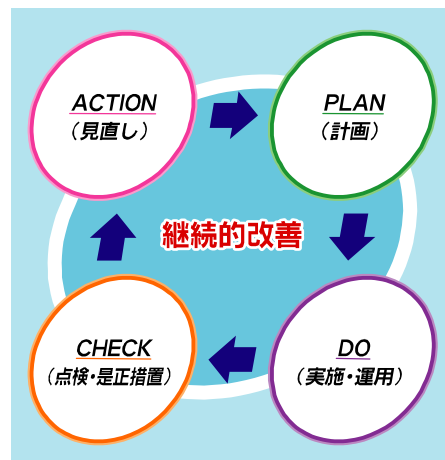 ACTION
（見直し）
PLAN
（計画）
継続的改善
CHECK
（点検・是正措置）
DO
（実施・運用）